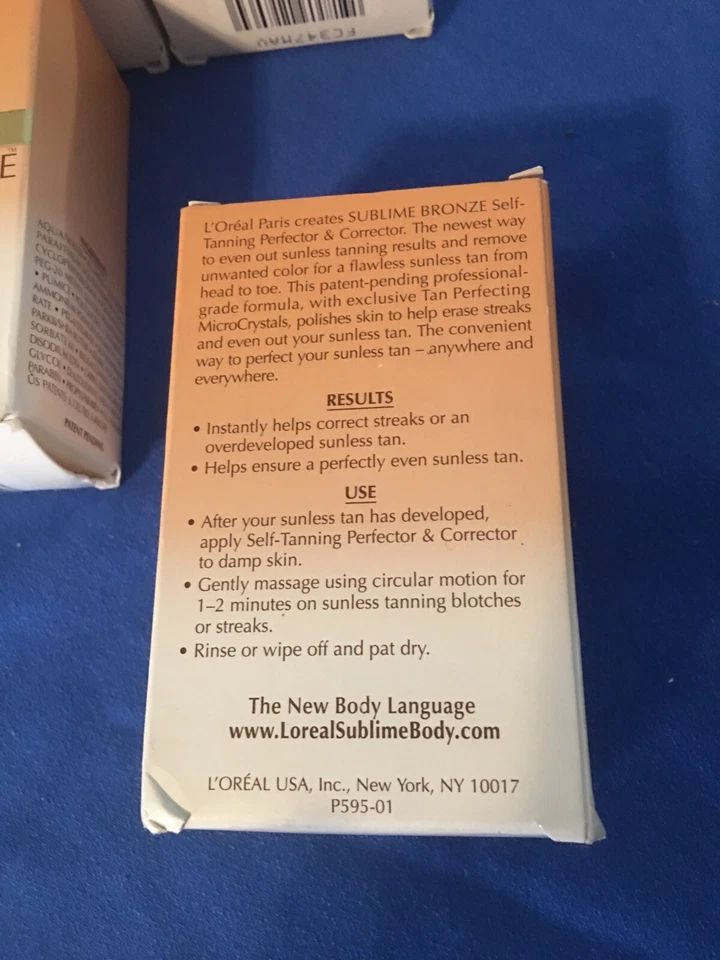 FC347MAV
E™
L'Oréal Paris creates SUBLIME BRONZE Self-
Tanning Perfector & Corrector. The newest way
to even out sunless tanning results and remove
unwanted color for a flawless sunless tan from
head to toe. This patent-pending professional-
grade formula, with exclusive Tan Perfecting
MicroCrystals, polishes skin to help erase streaks
and even out your sunless tan. The convenient
way to perfect your sunless tan – anywhere and
everywhere.
RESULTS
• Instantly helps correct streaks or an
overdeveloped sunless tan.
• Helps ensure a perfectly even sunless tan.
USE
• After your sunless tan has developed,
apply Self-Tanning Perfector & Corrector
to damp skin.
• Gently massage using circular motion for
1–2 minutes on sunless tanning blotches
or streaks.
• Rinse or wipe off and pat dry.
The New Body Language
www.LorealSublimeBody.com
L'ORÉAL USA, Inc., New York, NY 10017
P595-01
PATENT PENDING